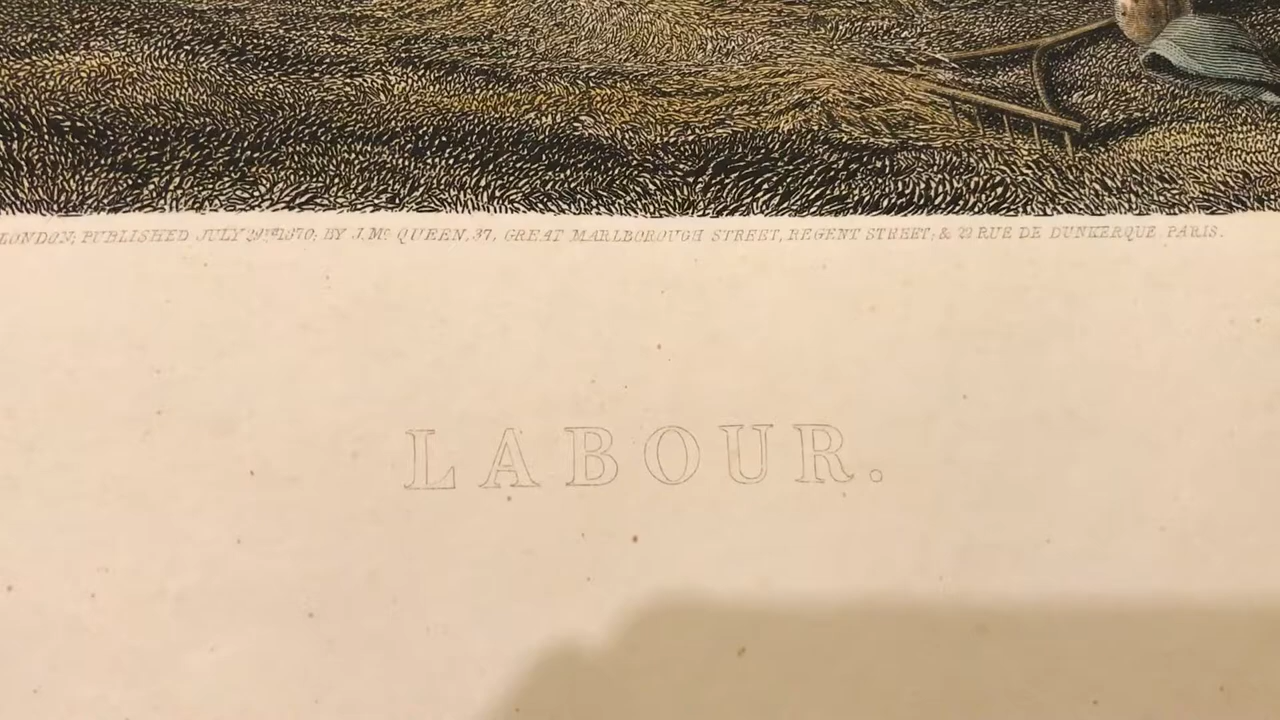 LONDON; PUBLISHED JULY 29TH 1870; BY J. Mc QUEEN, 37, GREAT MARLBOROUGH STREET, REGENT STREET; & 22 RUE DE DUNKERQUE PARIS.
LABOUR.